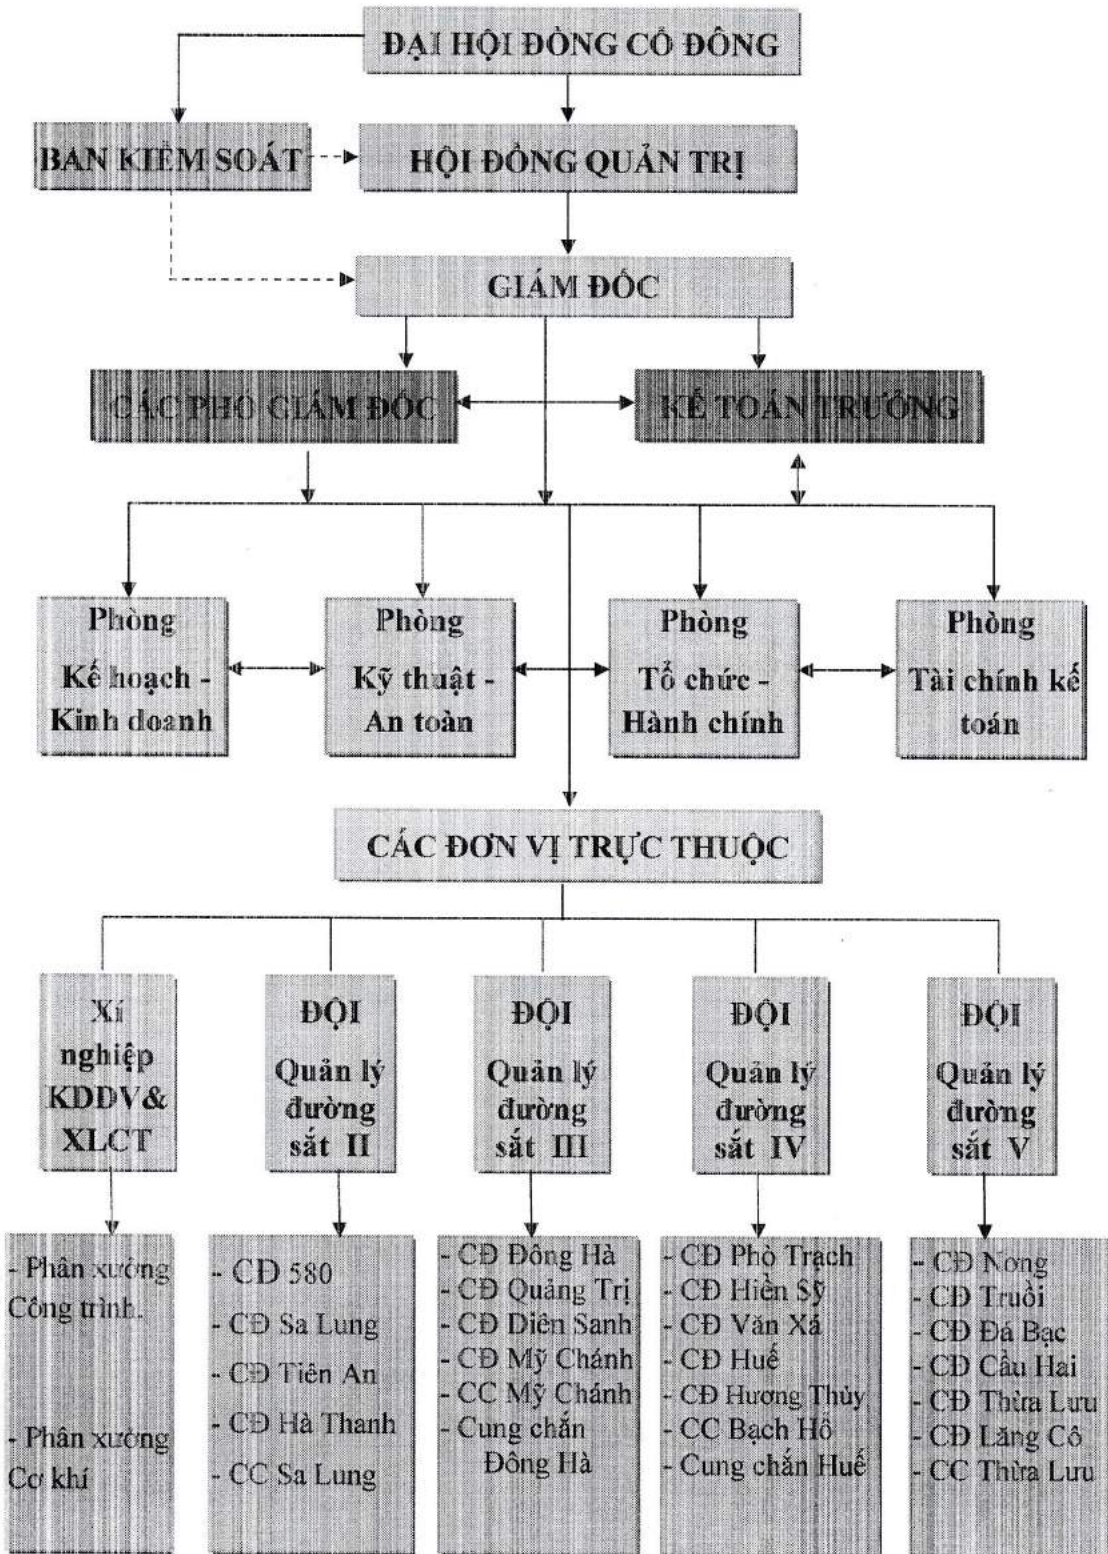 ĐẠI HỘI ĐỒNG CỔ ĐÔNG
BAN KIỂM SOÁT
HỘI ĐỒNG QUẢN TRỊ
GIÁM ĐỐC
CÁC PHÓ GIÁM ĐỐC
KẾ TOÁN TRƯỞNG
Phòng
Kế hoạch -
Kinh doanh
Phòng
Kỹ thuật -
An toàn
Phòng
Tổ chức -
Hành chính
Phòng
Tài chính kế
toán
CÁC ĐƠN VỊ TRỰC THUỘC
Xí
nghiệp
KDDV&
XLCT
ĐỘI
Quản lý
đường
sắt II
ĐỘI
Quản lý
đường
sắt III
ĐỘI
Quản lý
đường
sắt IV
ĐỘI
Quản lý
đường
sắt V
- Phân xưởng
Công trình.
- Phân xưởng
Cơ khí
- CĐ 580
- CĐ Sa Lung
- CĐ Tiên An
- CĐ Hà Thanh
- CC Sa Lung
- CĐ Đông Hà
- CĐ Quảng Trị
- CĐ Diên Sanh
- CĐ Mỹ Chánh
- CC Mỹ Chánh
- Cung chắn
Đông Hà
- CĐ Phò Trạch
- CĐ Hiền Sỹ
- CĐ Văn Xá
- CĐ Huế
- CĐ Hương Thủy
- CC Bạch Hổ
- Cung chắn Huế
- CĐ Nong
- CĐ Truồi
- CĐ Đá Bạc
- CĐ Cầu Hai
- CĐ Thừa Lưu
- CĐ Lăng Cô
- CC Thừa Lưu